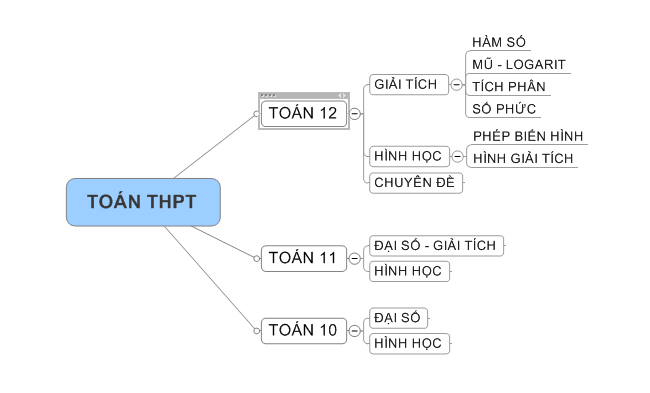 TOÁN THPT
TOÁN 12
GIẢI TÍCH
HÀM SỐ
MŨ - LOGARIT
TÍCH PHÂN
SỐ PHỨC
HÌNH HỌC
PHÉP BIẾN HÌNH
HÌNH GIẢI TÍCH
CHUYÊN ĐỀ
TOÁN 11
ĐẠI SỐ - GIẢI TÍCH
HÌNH HỌC
TOÁN 10
ĐẠI SỐ
HÌNH HỌC